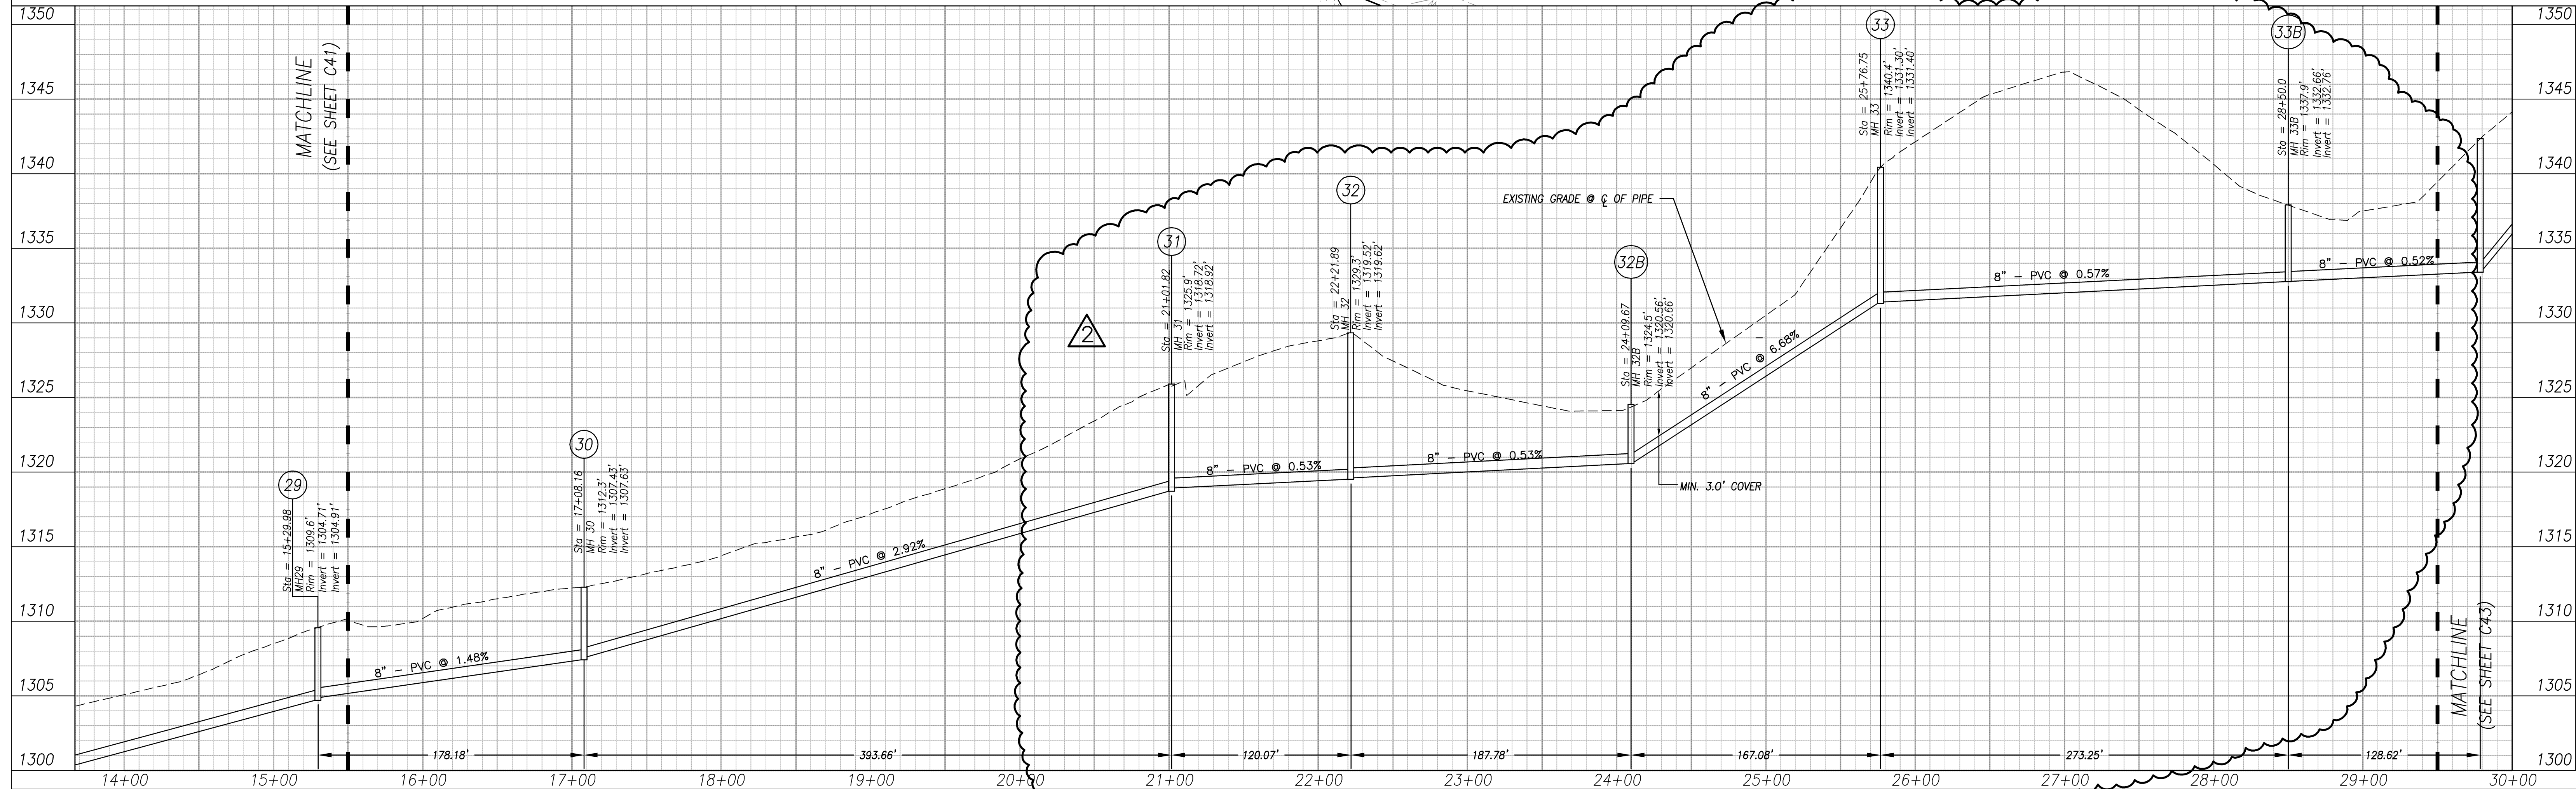 1350
1345
1340
1335
1330
1325
1320
1315
1310
1305
1300
MATCHLINE
(SEE SHEET C41)
29
Sta = 15+29.98
MH29
Rim = 1309.6'
Invert = 1304.71'
Invert = 1304.91'
8" - PVC @ 1.48%
30
Sta = 17+08.16
MH 30
Rim = 1312.3'
Invert = 1307.43'
Invert = 1307.63'
8" - PVC @ 2.92%
2
31
Sta = 21+01.82
MH 31
Rim = 1325.9'
Invert = 1318.72'
Invert = 1318.92'
8" - PVC @ 0.53%
32
Sta = 22+21.89
MH 32
Rim = 1329.3'
Invert = 1319.52'
Invert = 1319.62'
8" - PVC @ 0.53%
EXISTING GRADE @ ℄ OF PIPE
32B
Sta = 24+09.67
MH 32B
Rim = 1324.5'
Invert = 1320.56'
Invert = 1320.66'
MIN. 3.0' COVER
8" - PVC @ 6.68%
33
Sta = 25+76.75
MH 33
Rim = 1340.4'
Invert = 1331.30'
Invert = 1331.40'
8" - PVC @ 0.57%
33B
Sta = 28+50.0
MH 33B
Rim = 1337.9'
Invert = 1332.66'
Invert = 1332.76'
8" - PVC @ 0.52%
MATCHLINE
(SEE SHEET C43)
1350
1345
1340
1335
1330
1325
1320
1315
1310
1305
1300
178.18'
393.66'
120.07'
187.78'
167.08'
273.25'
128.62'
14+00
15+00
16+00
17+00
18+00
19+00
20+00
21+00
22+00
23+00
24+00
25+00
26+00
27+00
28+00
29+00
30+00